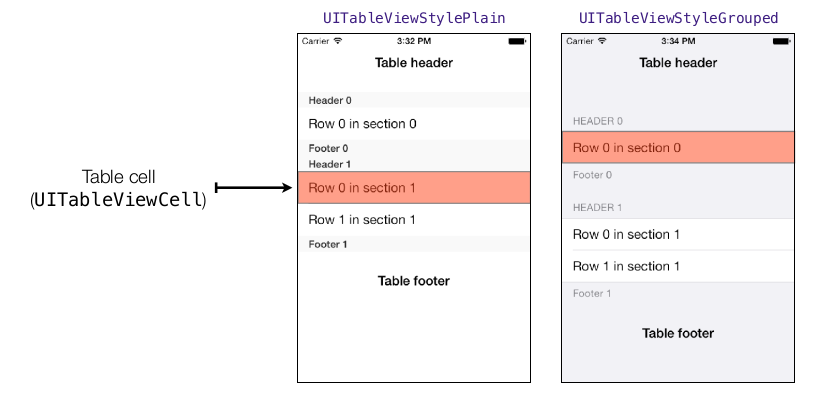 UITableViewStylePlain
UITableViewStyleGrouped
Carrier 3:32 PM
Table header
Header 0
Row 0 in section 0
Footer 0
Header 1
Row 0 in section 1
Row 1 in section 1
Footer 1
Table footer
Carrier 3:34 PM
Table header
HEADER 0
Row 0 in section 0
Footer 0
HEADER 1
Row 0 in section 1
Row 1 in section 1
Footer 1
Table footer
Table cell
(UITableViewCell)